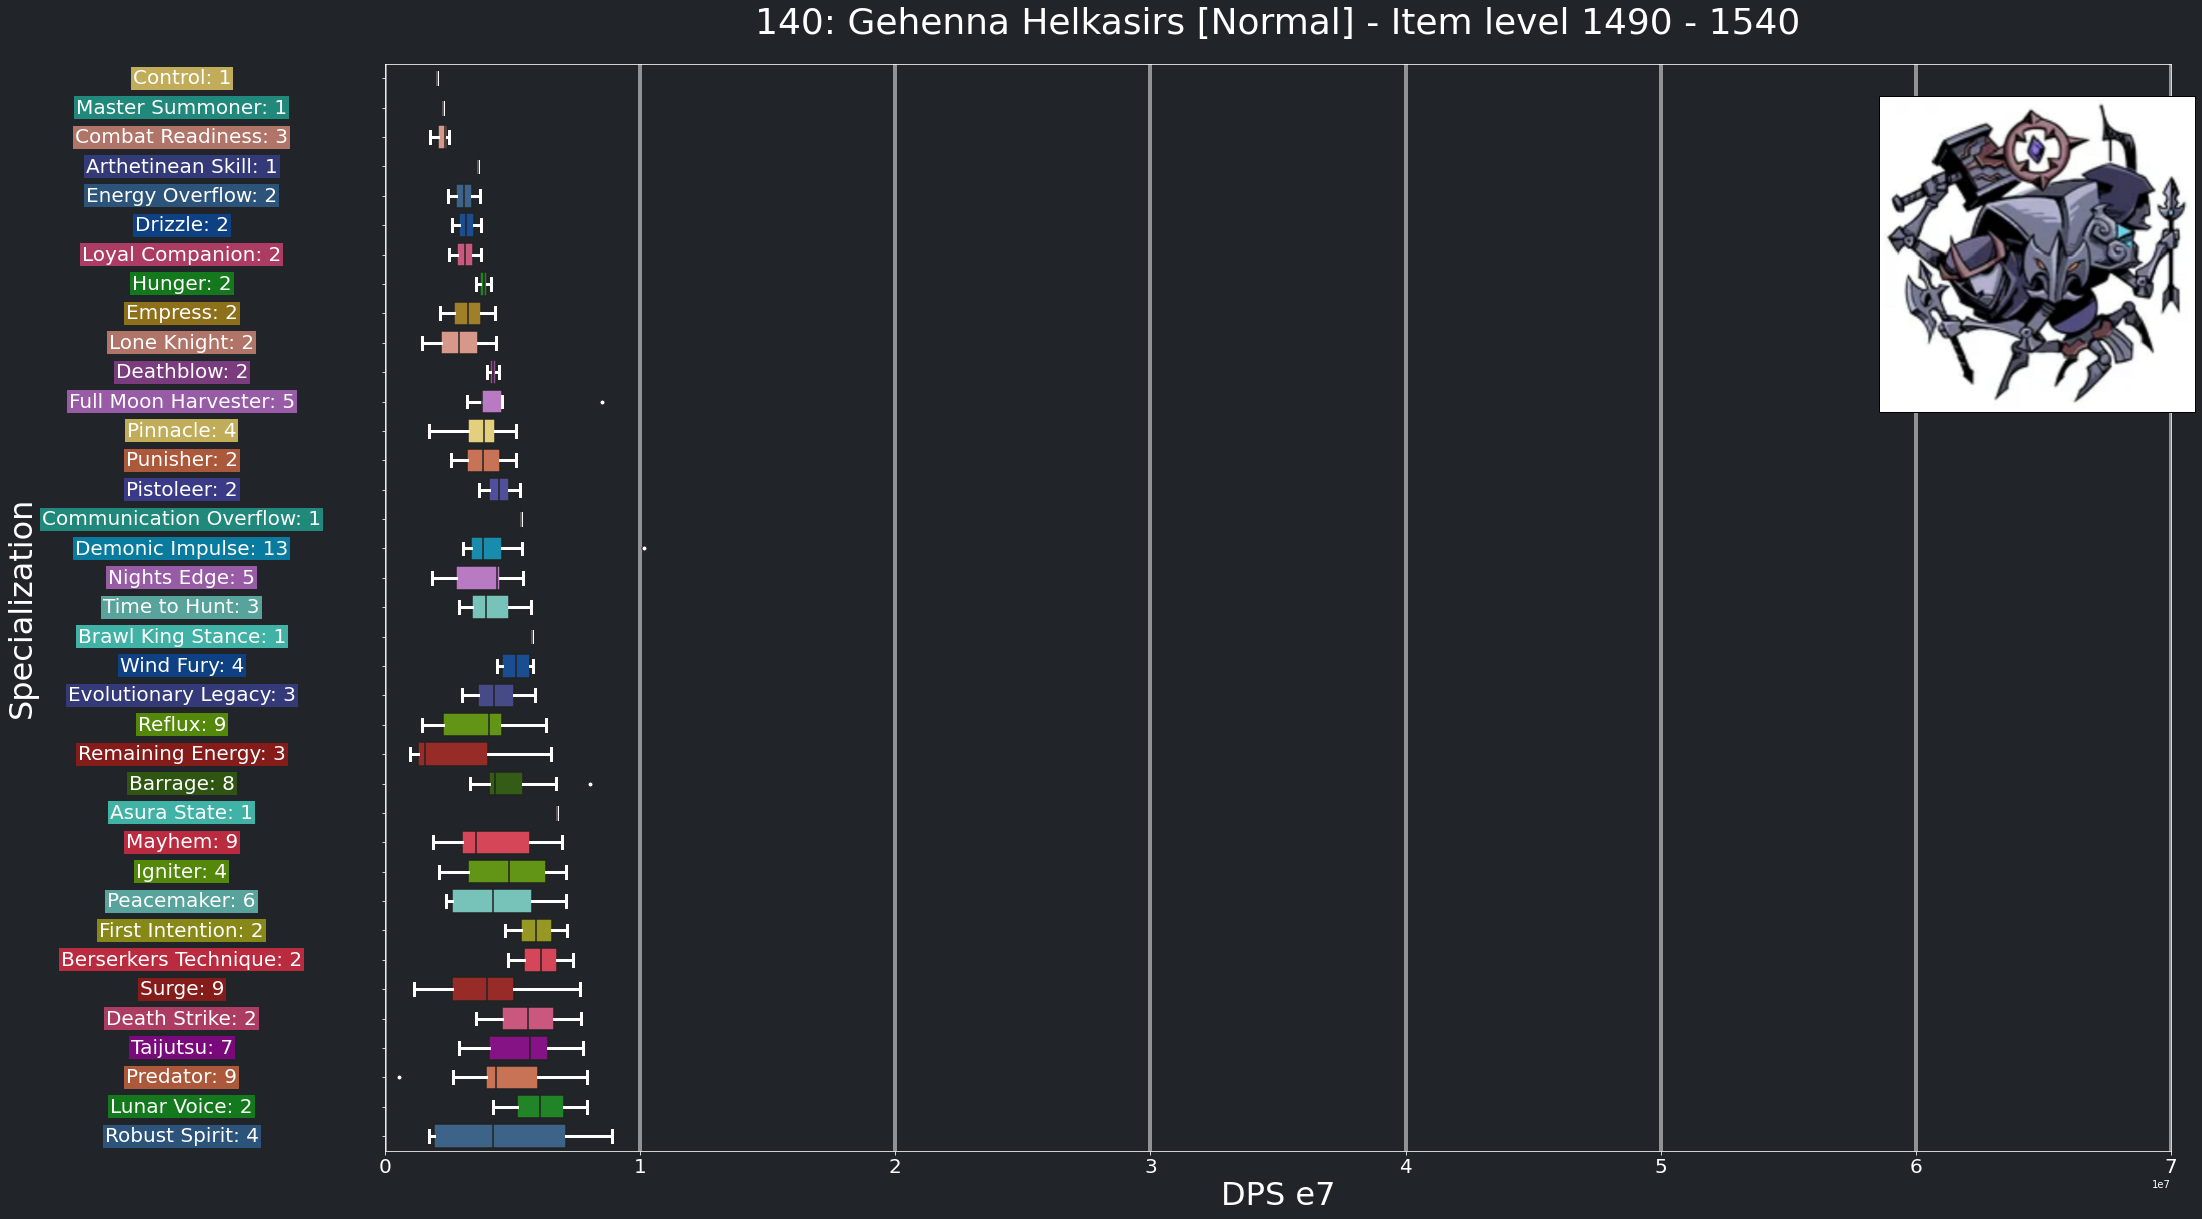 140: Gehenna Helkasirs [Normal] - Item level 1490 - 1540
Specialization
Control: 1
Master Summoner: 1
Combat Readiness: 3
Arthetinean Skill: 1
Energy Overflow: 2
Drizzle: 2
Loyal Companion: 2
Hunger: 2
Empress: 2
Lone Knight: 2
Deathblow: 2
Full Moon Harvester: 5
Pinnacle: 4
Punisher: 2
Pistoleer: 2
Communication Overflow: 1
Demonic Impulse: 13
Nights Edge: 5
Time to Hunt: 3
Brawl King Stance: 1
Wind Fury: 4
Evolutionary Legacy: 3
Reflux: 9
Remaining Energy: 3
Barrage: 8
Asura State: 1
Mayhem: 9
Igniter: 4
Peacemaker: 6
First Intention: 2
Berserkers Technique: 2
Surge: 9
Death Strike: 2
Taijutsu: 7
Predator: 9
Lunar Voice: 2
Robust Spirit: 4
0 1 2 3 4 5 6 7
1e7
DPS e7